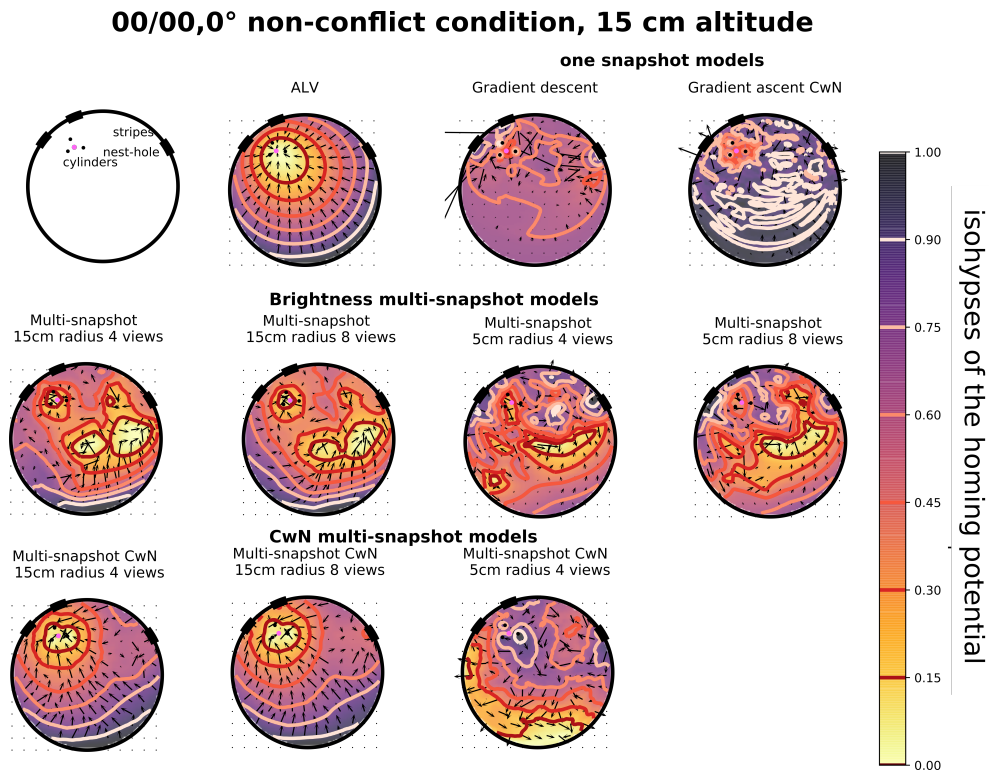 00/00,0° non-conflict condition, 15 cm altitude
one snapshot models
ALV
Gradient descent
Gradient ascent CwN
stripes
nest-hole
cylinders
Brightness multi-snapshot models
Multi-snapshot
15cm radius 4 views
Multi-snapshot
15cm radius 8 views
Multi-snapshot
5cm radius 4 views
Multi-snapshot
5cm radius 8 views
CwN multi-snapshot models
Multi-snapshot CwN
15cm radius 4 views
Multi-snapshot CwN
15cm radius 8 views
Multi-snapshot CwN
5cm radius 4 views
1.00
0.90
0.75
0.60
0.45
0.30
0.15
0.00
isohypses of the homing potential